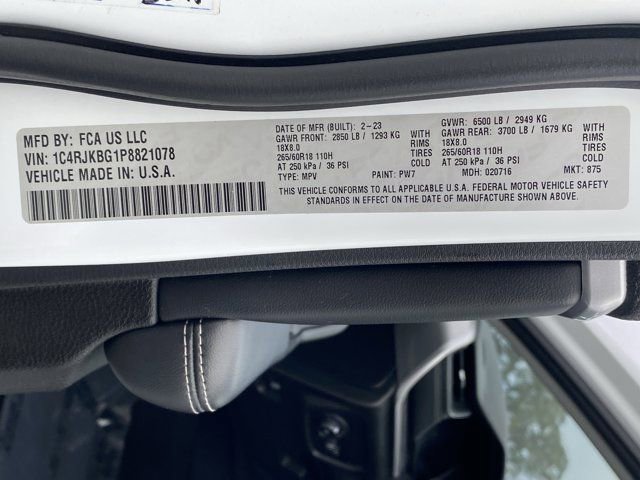 MFD BY: FCA US LLC
VIN: 1C4RJKBG1P8821078
VEHICLE MADE IN: U.S.A.
DATE OF MFR (BUILT): 2-23
GAWR FRONT: 2850 LB / 1293 KG WITH
18X8.0 RIMS
265/60R18 110H TIRES
AT 250 kPa / 36 PSI COLD
TYPE: MPV PAINT: PW7
GVWR: 6500 LB / 2949 KG
GAWR REAR: 3700 LB / 1679 KG WITH
18X8.0 RIMS
265/60R18 110H TIRES
AT 250 kPa / 36 PSI COLD
MDH: 020716 MKT: 875
THIS VEHICLE CONFORMS TO ALL APPLICABLE U.S.A. FEDERAL MOTOR VEHICLE SAFETY
STANDARDS IN EFFECT ON THE DATE OF MANUFACTURE SHOWN ABOVE.